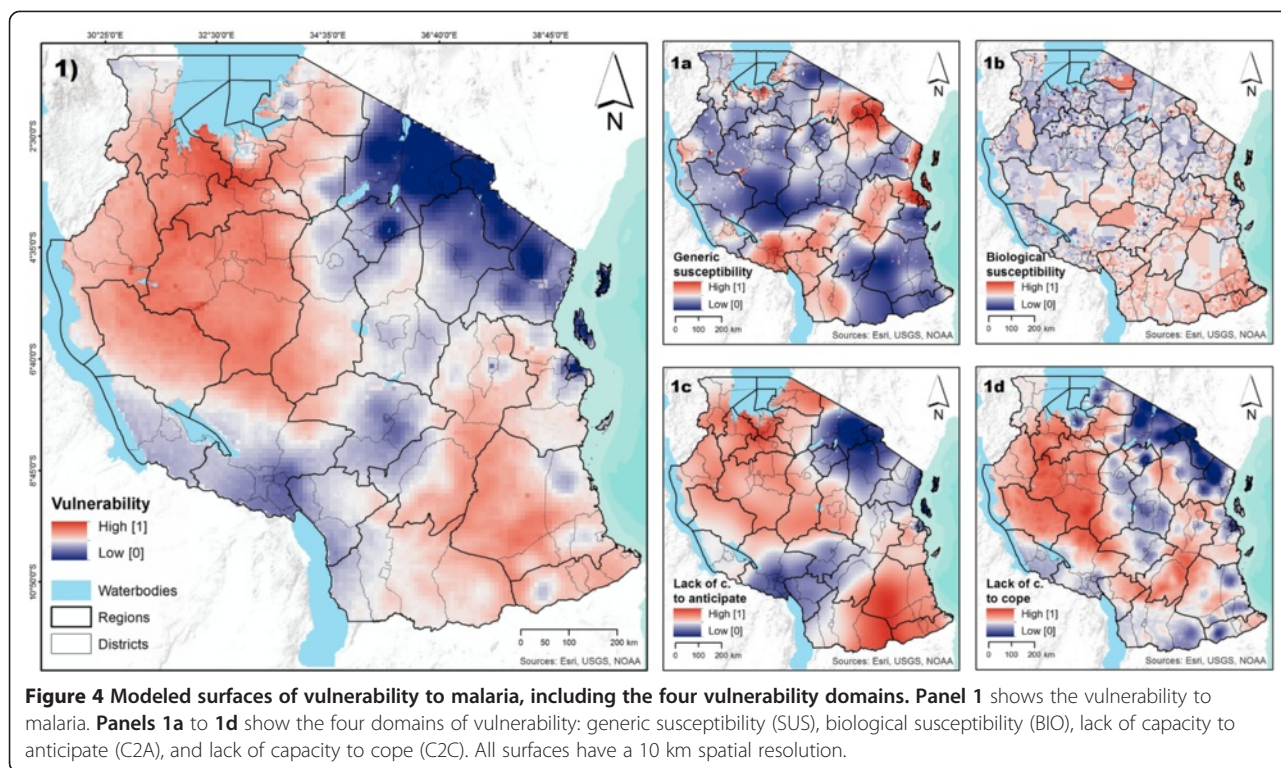 30°25'0"E 32°30'0"E 34°35'0"E 36°40'0"E 38°45'0"E
1)
N
2°30'0"S
4°35'0"S
6°40'0"S
8°45'0"S
10°50'0"S
Vulnerability
High [1]
Low [0]
Waterbodies
Regions
Districts
0 50 100 200 km
Sources: Esri, USGS, NOAA
1a
N
Generic
susceptibility
High [1]
Low [0]
0 100 200 km
Sources: Esri, USGS, NOAA
1b
N
Biological
susceptibility
High [1]
Low [0]
0 100 200 km
Sources: Esri, USGS, NOAA
1c
N
Lack of c.
to anticipate
High [1]
Low [0]
0 100 200 km
Sources: Esri, USGS, NOAA
1d
N
Lack of c.
to cope
High [1]
Low [0]
0 100 200 km
Sources: Esri, USGS, NOAA
Figure 4 Modeled surfaces of vulnerability to malaria, including the four vulnerability domains. Panel 1 shows the vulnerability to
malaria. Panels 1a to 1d show the four domains of vulnerability: generic susceptibility (SUS), biological susceptibility (BIO), lack of capacity to
anticipate (C2A), and lack of capacity to cope (C2C). All surfaces have a 10 km spatial resolution.